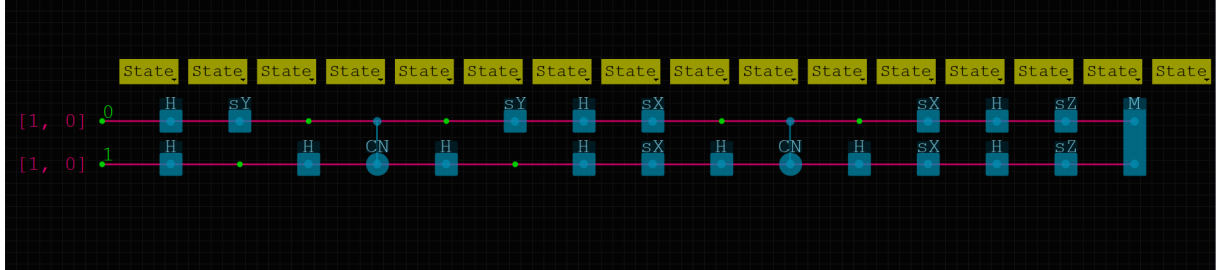 State State State State State State State State State State State State State State State State
0
H sY sY H sX sX H sZ M
[1, 0]
1
H H CN H H sX H CN H sX H sZ
[1, 0]